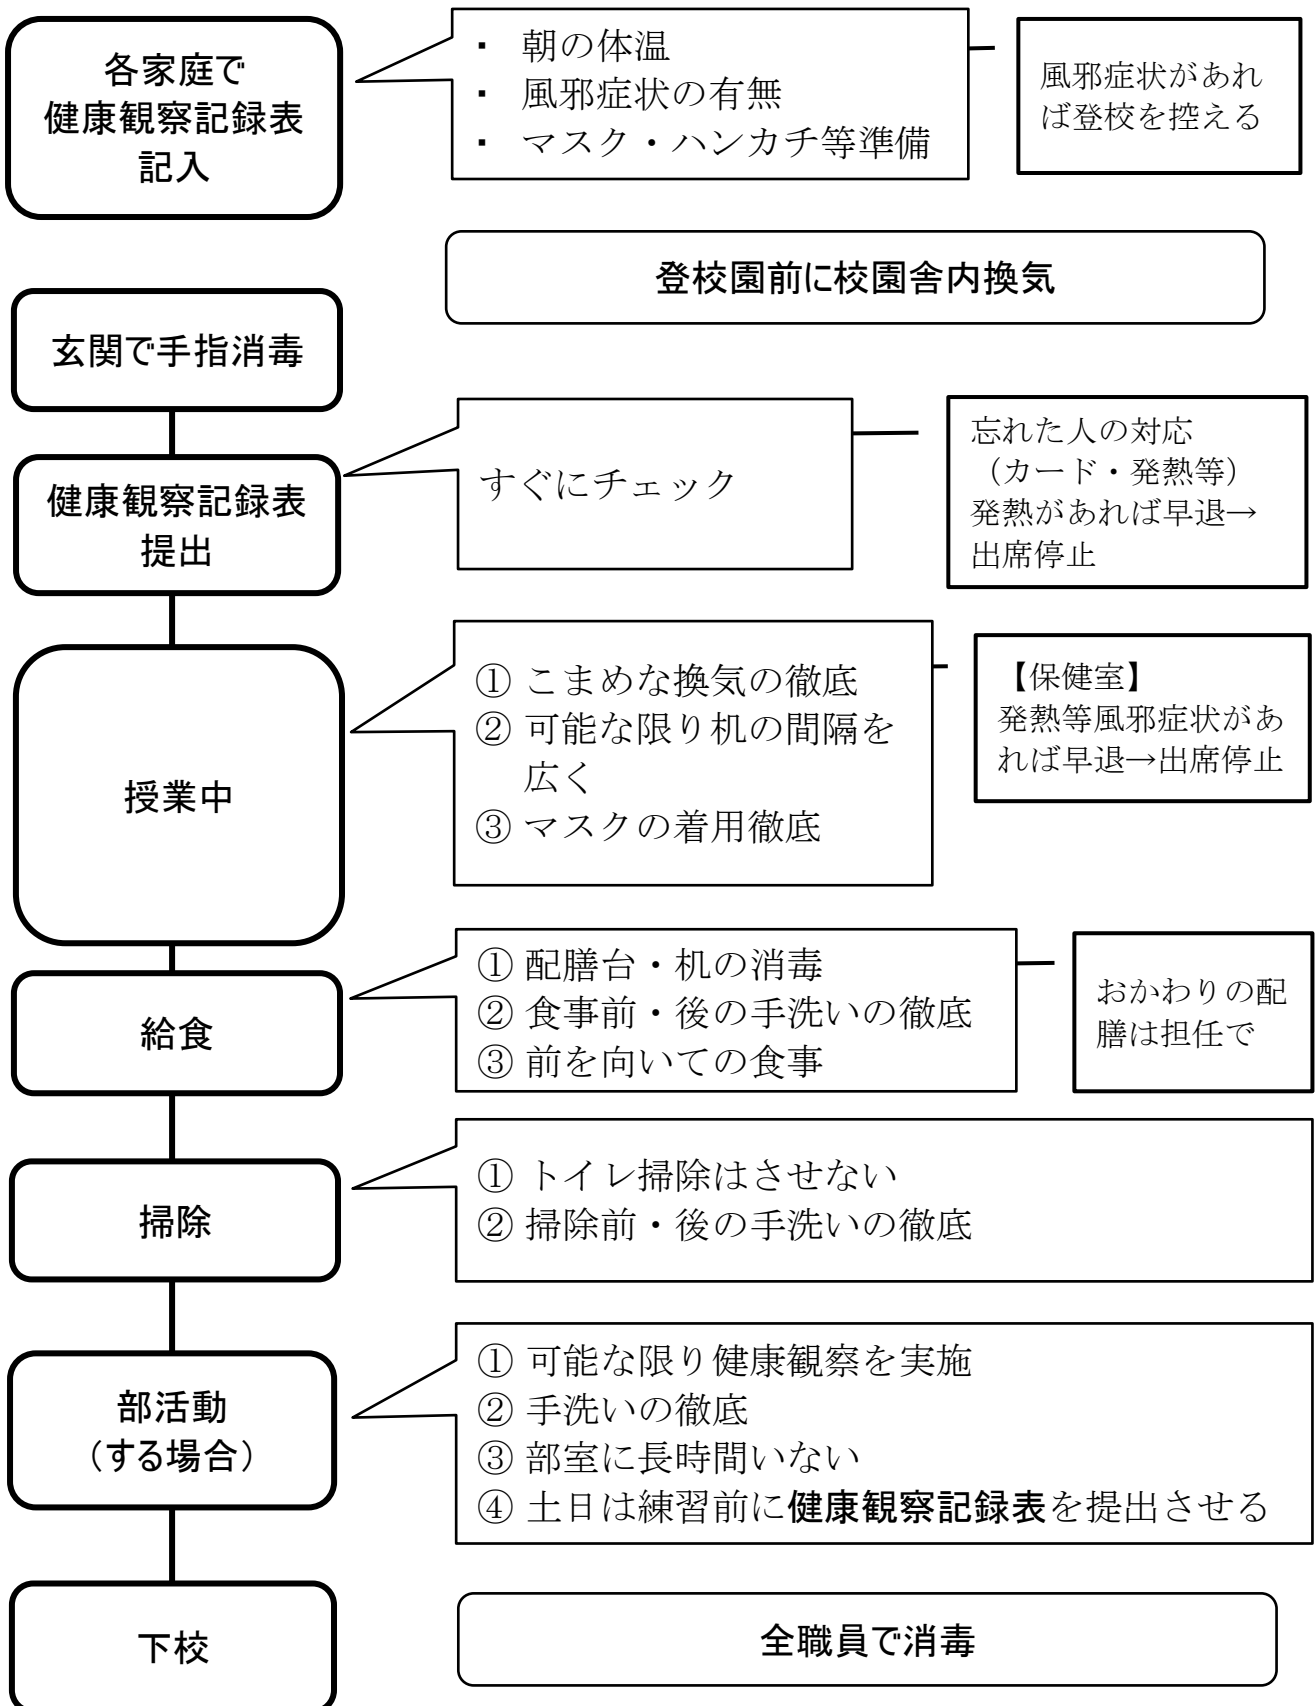 各家庭で
健康観察記録表
記入
▪ 朝の体温
▪ 風邪症状の有無
▪ マスク・ハンカチ等準備
風邪症状があれ
ば登校を控える
登校園前に校園舎内換気
玄関で手指消毒
健康観察記録表
提出
すぐにチェック
忘れた人の対応
（カード・発熱等）
発熱があれば早退→
出席停止
授業中
① こまめな換気の徹底
② 可能な限り机の間隔を
広く
③ マスクの着用徹底
【保健室】
発熱等風邪症状があ
れば早退→出席停止
給食
① 配膳台・机の消毒
② 食事前・後の手洗いの徹底
③ 前を向いての食事
おかわりの配
膳は担任で
掃除
① トイレ掃除はさせない
② 掃除前・後の手洗いの徹底
部活動
（する場合）
① 可能な限り健康観察を実施
② 手洗いの徹底
③ 部室に長時間いない
④ 土日は練習前に健康観察記録表を提出させる
下校
全職員で消毒